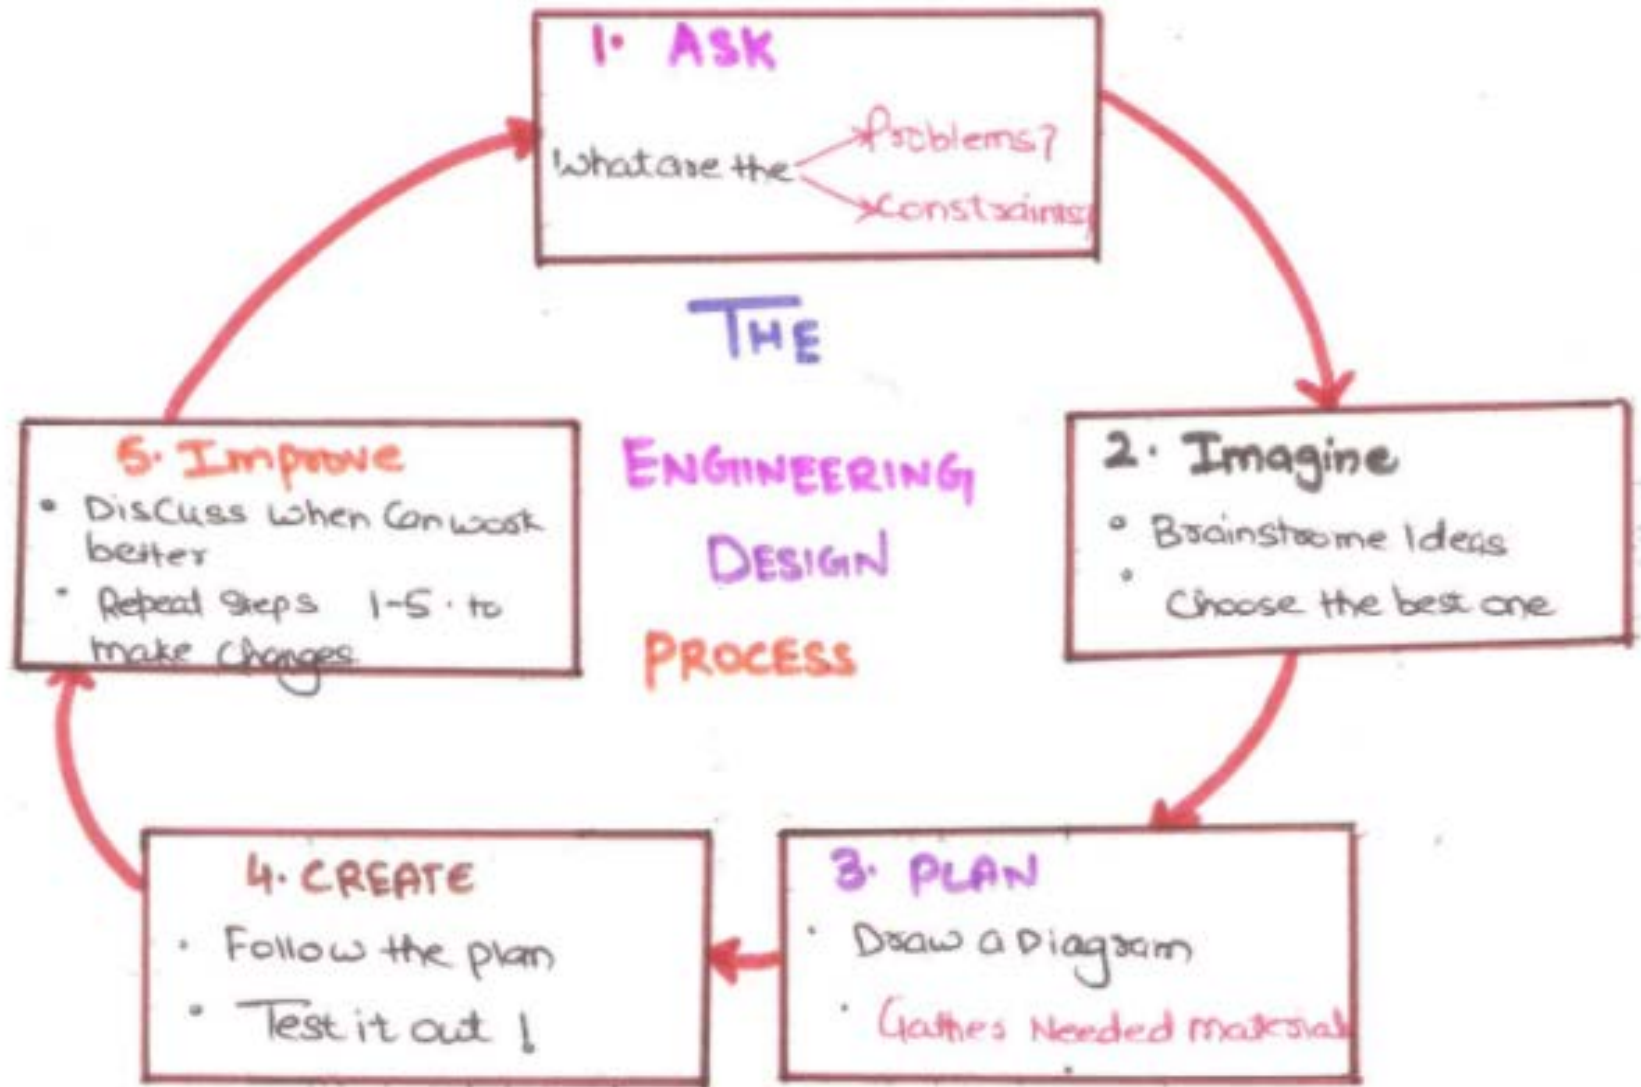 1. ASK
What are the
Problems?
Constraints?
THE
ENGINEERING
DESIGN
PROCESS
2. Imagine
• Brainstrome Ideas
• Choose the best one
3. PLAN
• Draw a Diagram
• Gather Needed material
4. CREATE
• Follow the plan
• Test it out !
5. Improve
• Discuss when Can work
better
• Repeat Steps 1-5. to
make changes